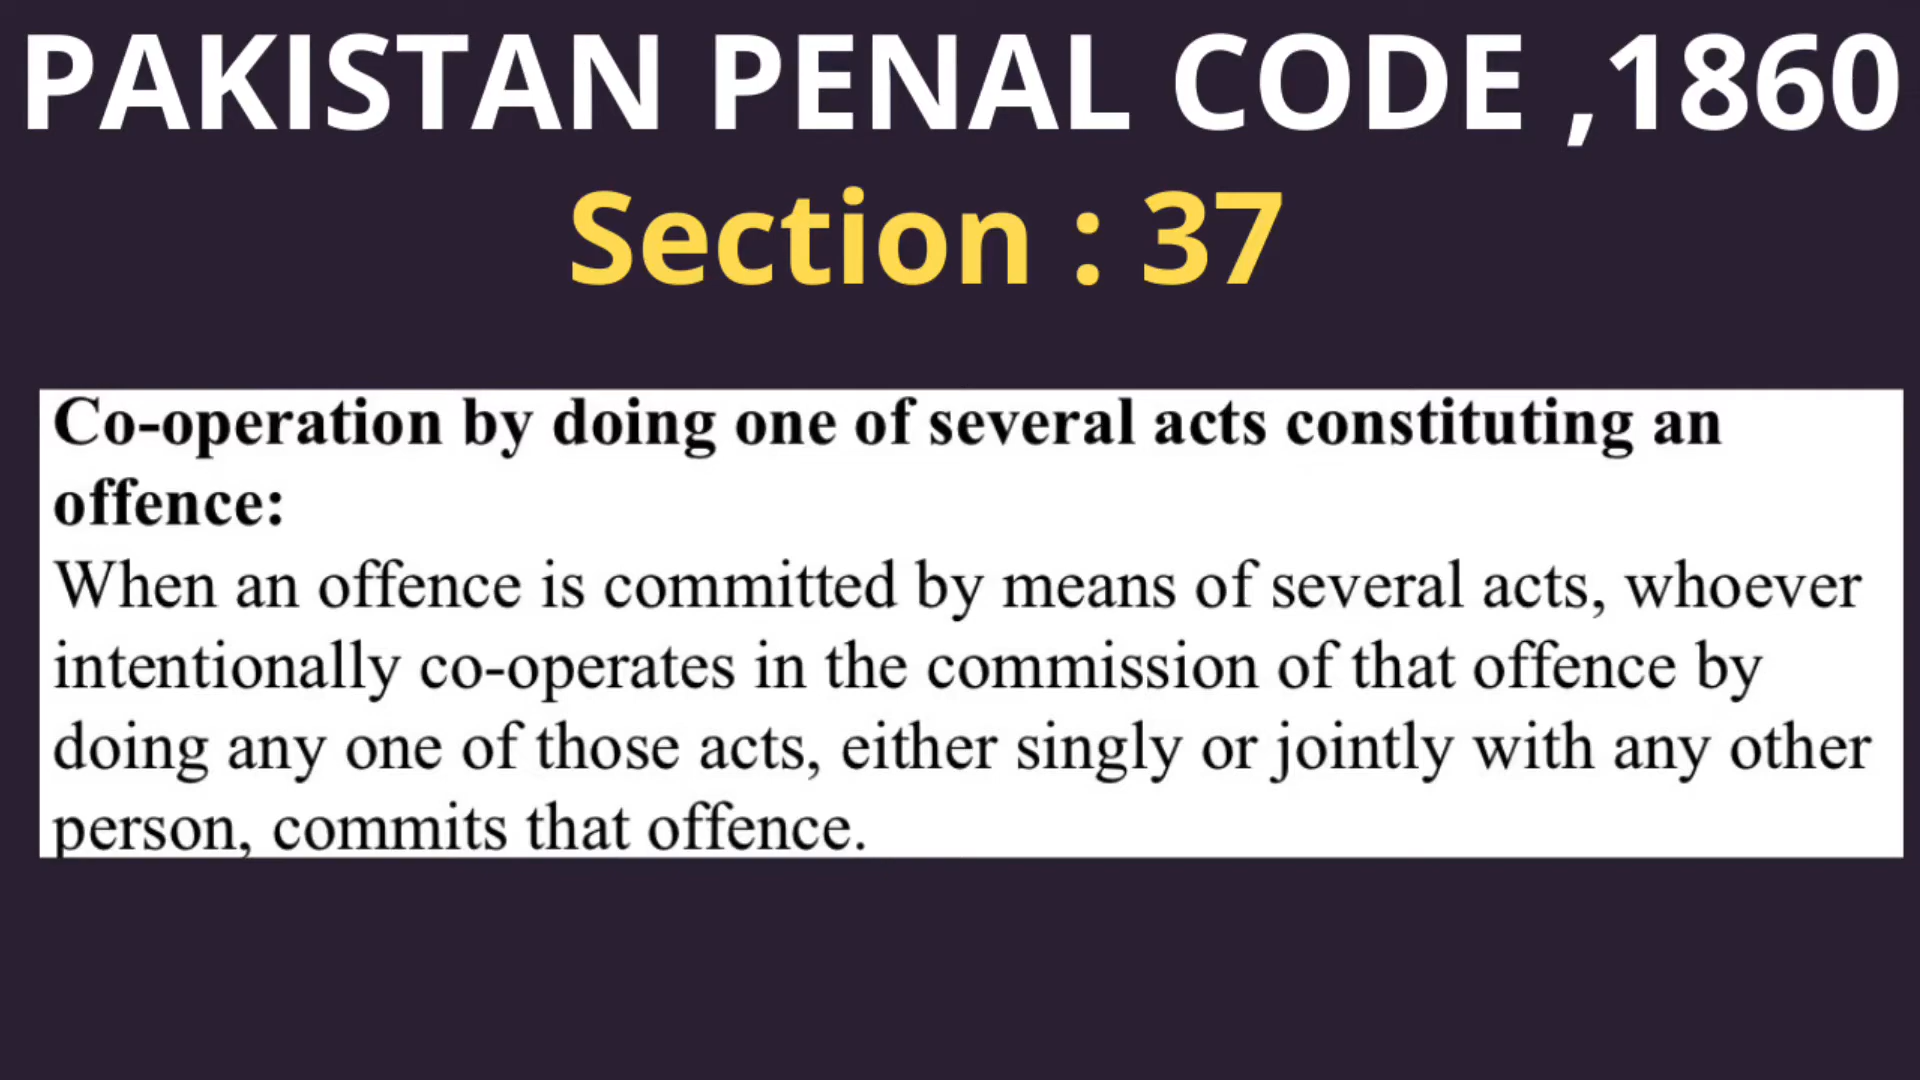 PAKISTAN PENAL CODE ,1860
Section : 37
Co-operation by doing one of several acts constituting an
offence:
When an offence is committed by means of several acts, whoever
intentionally co-operates in the commission of that offence by
doing any one of those acts, either singly or jointly with any other
person, commits that offence.